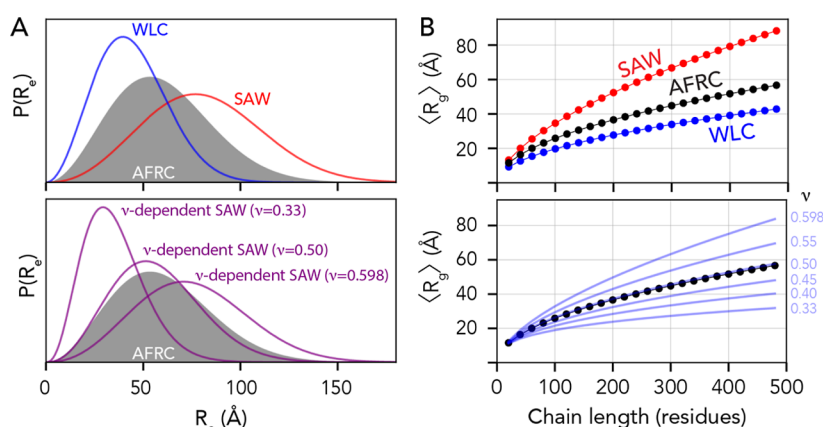 A
WLC
SAW
AFRC
P(Re)
ν-dependent SAW (ν=0.33)
ν-dependent SAW (ν=0.50)
ν-dependent SAW (ν=0.598)
AFRC
P(Re)
0 50 100 150
(Å)
B
80
60
40
20
⟨Rg⟩ (Å)
SAW
AFRC
WLC
ν
80
60
40
20
⟨Rg⟩ (Å)
0.598
0.55
0.50
0.45
0.40
0.33
0 100 200 300 400 500
Chain length (residues)